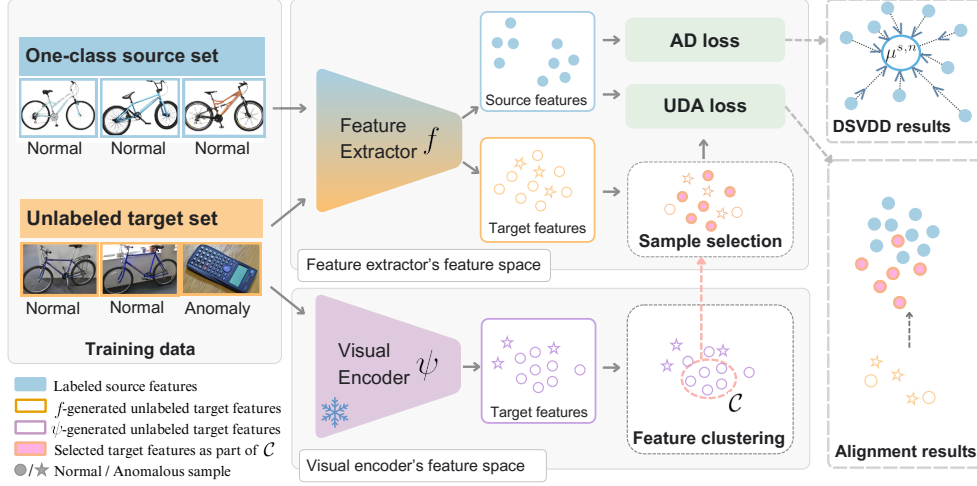 One-class source set
Normal
Normal
Normal
Unlabeled target set
Normal
Normal
Anomaly
Training data
Labeled source features
f-generated unlabeled target features
ψ-generated unlabeled target features
Selected target features as part of 𝒞
/ Normal / Anomalous sample
Feature
Extractor f
Source features
Target features
AD loss
UDA loss
Sample selection
Feature extractor's feature space
Visual
Encoder ψ
Target features
𝒞
Feature clustering
Visual encoder's feature space
μ^{s,n}
DSVDD results
Alignment results